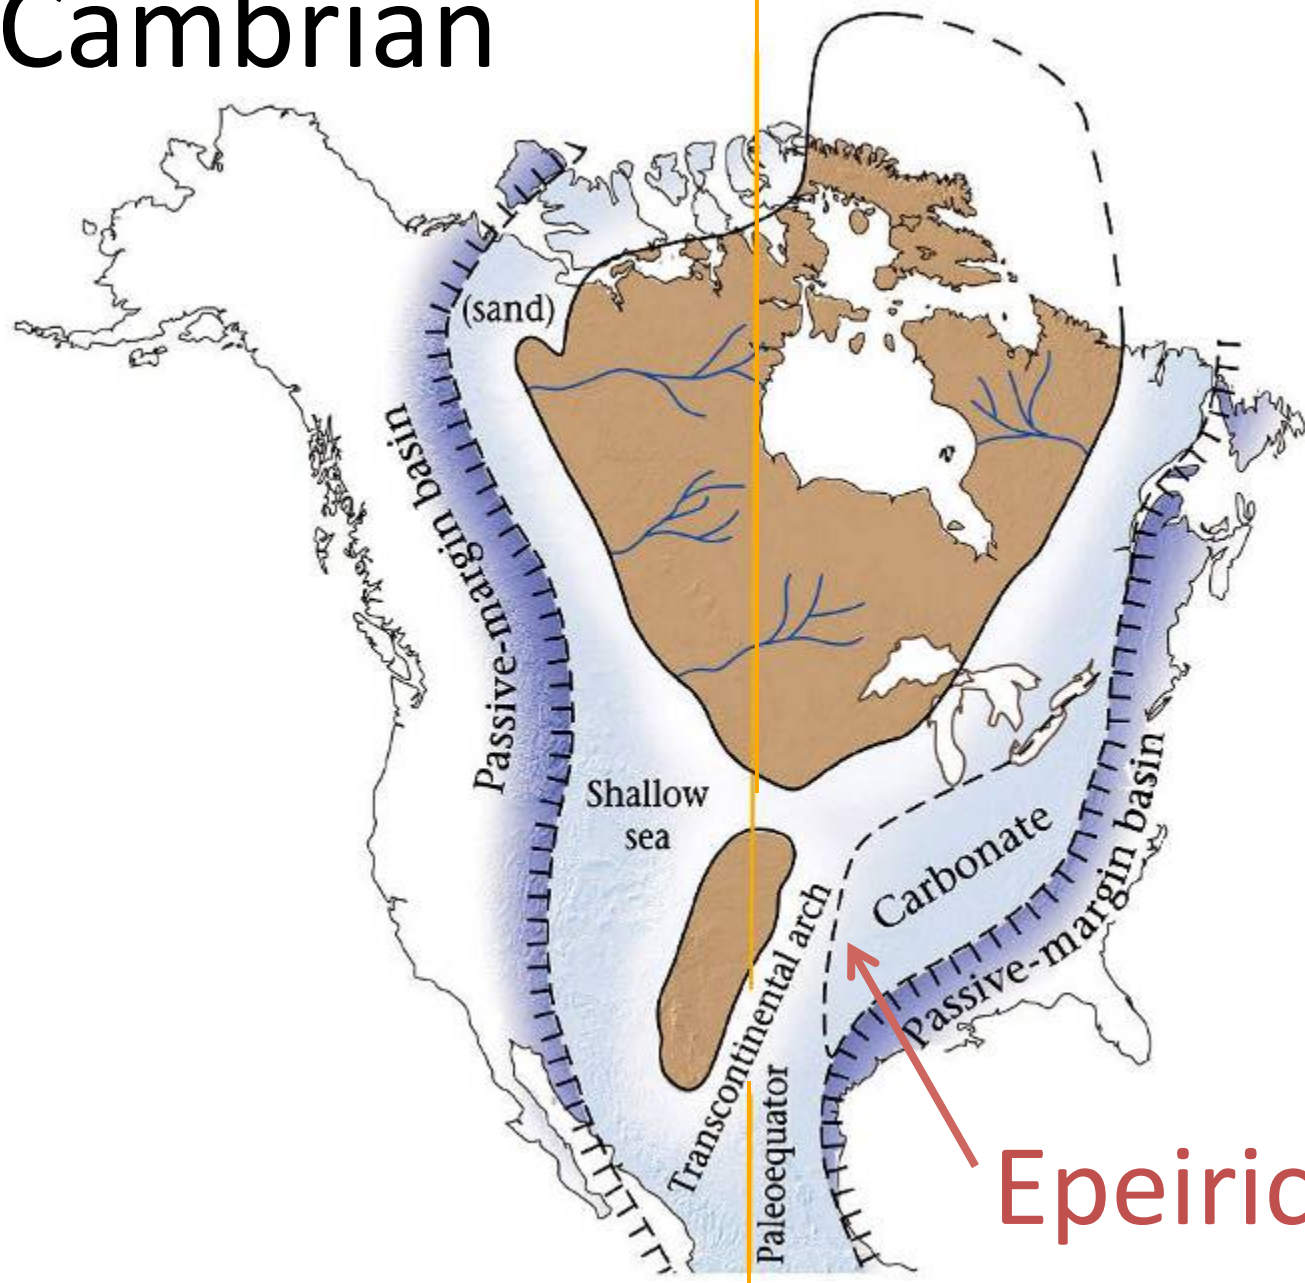 Cambrian
(sand)
Passive-margin basin
Shallow
sea
Carbonate
Passive-margin basin
Transcontinental arch
Paleoequator
Epeiric